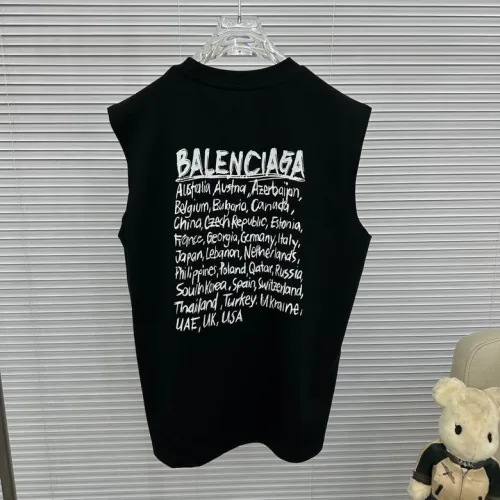 BALENCIAGA
Australia, Austria, Azerbaijan,
Belgium, Bulgaria, Canada,
China, Czech Republic, Estonia,
France, Georgia, Germany, Italy,
Japan, Lebanon, Netherlands,
Philippines, Poland, Qatar, Russia,
South Korea, Spain, Switzerland,
Thailand, Turkey, Ukraine,
UAE, UK, USA